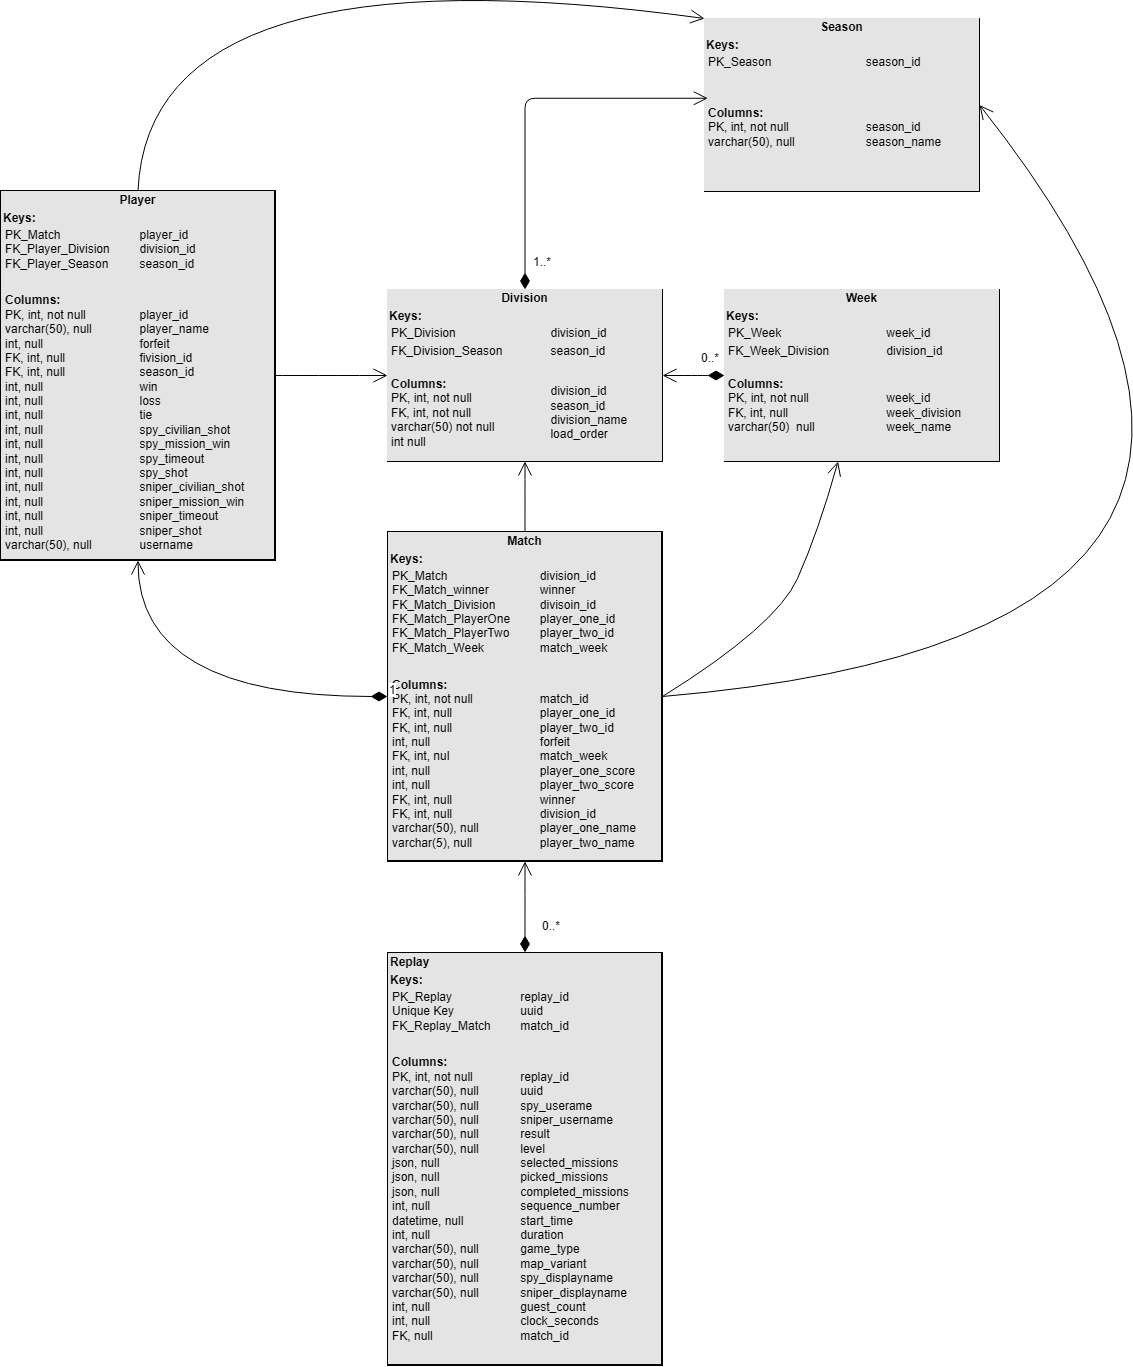 Season
Keys:
PK_Season season_id
Columns:
PK, int, not null season_id
varchar(50), null season_name
Player
Keys:
PK_Match player_id
FK_Player_Division division_id
FK_Player_Season season_id
Columns:
PK, int, not null player_id
varchar(50), null player_name
int, null forfeit
FK, int, null fivision_id
FK, int, null season_id
int, null win
int, null loss
int, null tie
int, null spy_civilian_shot
int, null spy_mission_win
int, null spy_timeout
int, null spy_shot
int, null sniper_civilian_shot
int, null sniper_mission_win
int, null sniper_timeout
int, null sniper_shot
varchar(50), null username
1..*
Division
Keys:
PK_Division division_id
FK_Division_Season season_id
Columns:
PK, int, not null division_id
FK, int, not null season_id
varchar(50) not null division_name
int null load_order
0..*
Week
Keys:
PK_Week week_id
FK_Week_Division division_id
Columns:
PK, int, not null week_id
FK, int, null week_division
varchar(50) null week_name
Match
Keys:
PK_Match division_id
FK_Match_winner winner
FK_Match_Division divisoin_id
FK_Match_PlayerOne player_one_id
FK_Match_PlayerTwo player_two_id
FK_Match_Week match_week
Columns:
PK, int, not null match_id
FK, int, null player_one_id
FK, int, null player_two_id
int, null forfeit
FK, int, nul match_week
int, null player_one_score
int, null player_two_score
FK, int, null winner
FK, int, null division_id
varchar(50), null player_one_name
varchar(5), null player_two_name
0..*
Replay
Keys:
PK_Replay replay_id
Unique Key uuid
FK_Replay_Match match_id
Columns:
PK, int, not null replay_id
varchar(50), null uuid
varchar(50), null spy_userame
varchar(50), null sniper_username
varchar(50), null result
varchar(50), null level
json, null selected_missions
json, null picked_missions
json, null completed_missions
int, null sequence_number
datetime, null start_time
int, null duration
varchar(50), null game_type
varchar(50), null map_variant
varchar(50), null spy_displayname
varchar(50), null sniper_displayname
int, null guest_count
int, null clock_seconds
FK, null match_id